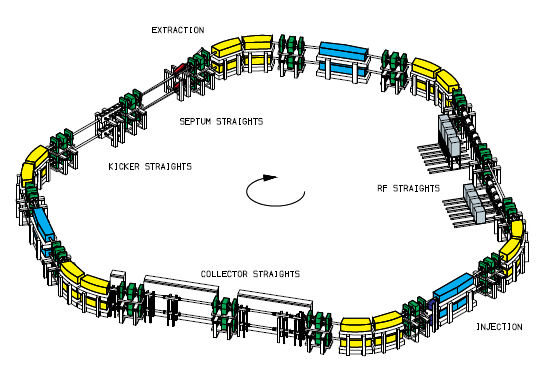 EXTRACTION
SEPTUM STRAIGHTS
KICKER STRAIGHTS
RF STRAIGHTS
COLLECTOR STRAIGHTS
INJECTION